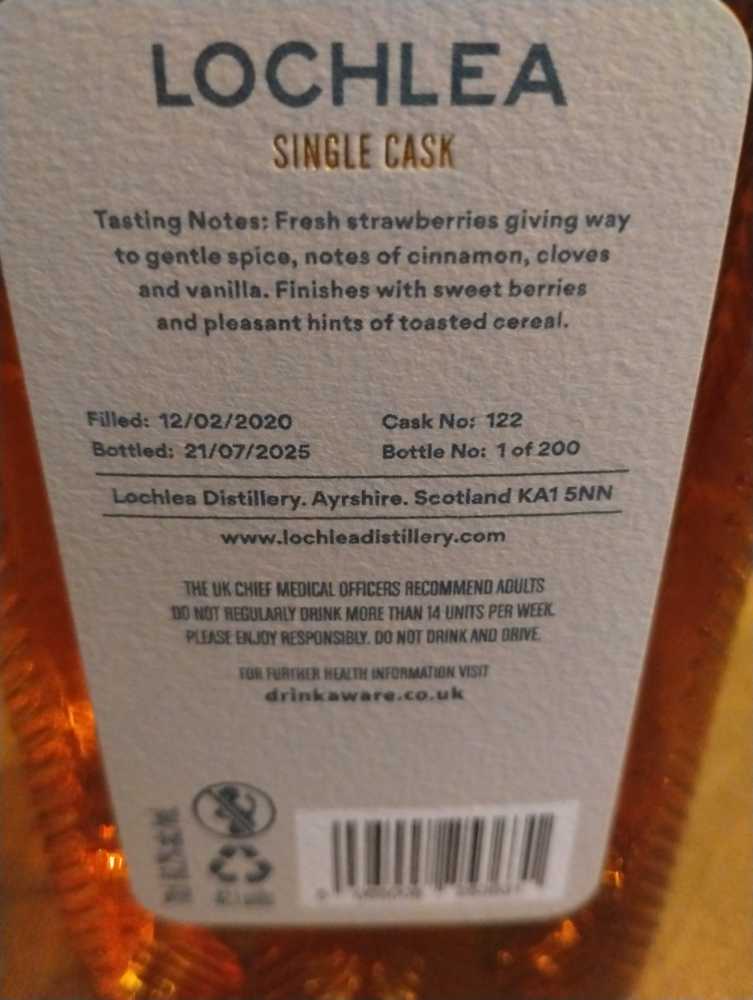 LOCHLEA
SINGLE CASK
Tasting Notes: Fresh strawberries giving way
to gentle spice, notes of cinnamon, cloves
and vanilla. Finishes with sweet berries
and pleasant hints of toasted cereal.
Filled: 12/02/2020 Cask No: 122
Bottled: 21/07/2025 Bottle No: 1 of 200
Lochlea Distillery. Ayrshire. Scotland KA1 5NN
www.lochleadistillery.com
THE UK CHIEF MEDICAL OFFICERS RECOMMEND ADULTS
DO NOT REGULARLY DRINK MORE THAN 14 UNITS PER WEEK.
PLEASE ENJOY RESPONSIBLY. DO NOT DRINK AND DRIVE.
FOR FURTHER HEALTH INFORMATION VISIT
drinkaware.co.uk